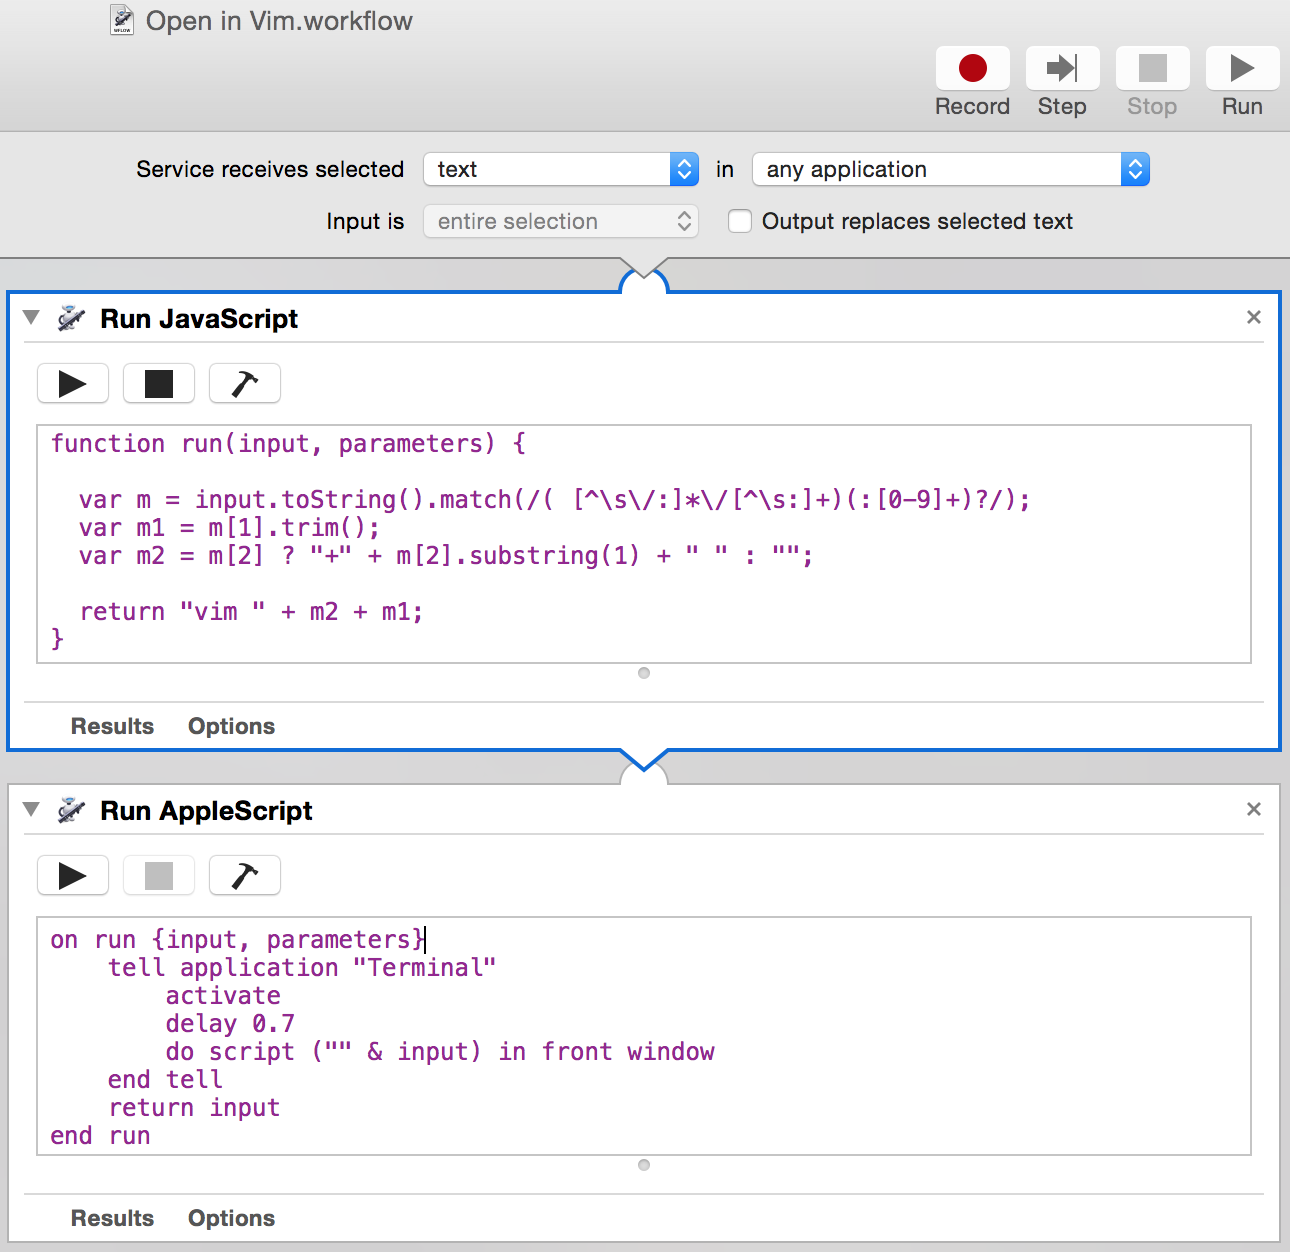 WFLOW
Open in Vim.workflow
Record Step Stop Run
Service receives selected text in any application
Input is entire selection Output replaces selected text
Run JavaScript
function run(input, parameters) {
  var m = input.toString().match(/( [^\s\/:]*\/[^\s:]+)(:[0-9]+)?/);
  var m1 = m[1].trim();
  var m2 = m[2] ? "+" + m[2].substring(1) + " " : "";
  return "vim " + m2 + m1;
}
Results Options
Run AppleScript
on run {input, parameters}
    tell application "Terminal"
        activate
        delay 0.7
        do script ("" & input) in front window
    end tell
    return input
end run
Results Options